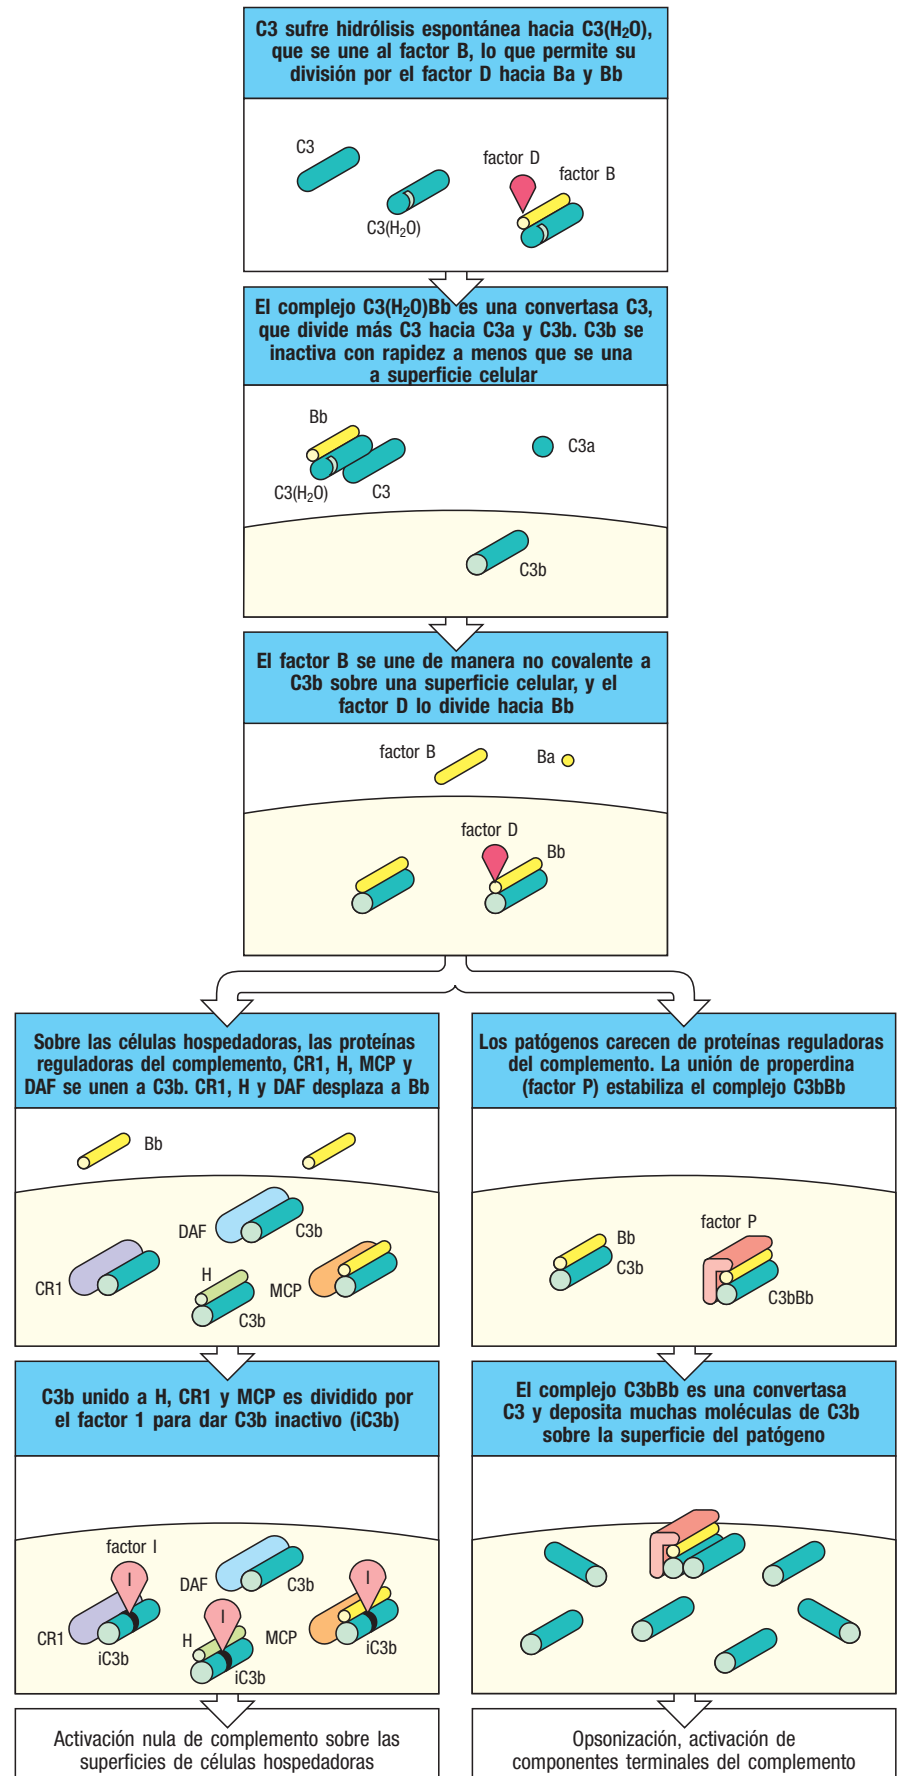 C3 sufre hidrólisis espontánea hacia C3(H₂O),
que se une al factor B, lo que permite su
división por el factor D hacia Ba y Bb
C3
factor D
factor B
C3(H₂O)
El complejo C3(H₂O)Bb es una convertasa C3,
que divide más C3 hacia C3a y C3b. C3b se
inactiva con rapidez a menos que se una
a superficie celular
Bb
C3a
C3(H₂O)
C3
C3b
El factor B se une de manera no covalente a
C3b sobre una superficie celular, y el
factor D lo divide hacia Bb
factor B
Ba
factor D
Bb
Sobre las células hospedadoras, las proteínas
reguladoras del complemento, CR1, H, MCP y
DAF se unen a C3b. CR1, H y DAF desplaza a Bb
Bb
DAF
C3b
CR1
H
MCP
C3b
C3b unido a H, CR1 y MCP es dividido por
el factor 1 para dar C3b inactivo (iC3b)
factor I
I
DAF
C3b
I
I
CR1
H
MCP
iC3b
iC3b
iC3b
Activación nula de complemento sobre las
superficies de células hospedadoras
Los patógenos carecen de proteínas reguladoras
del complemento. La unión de properdina
(factor P) estabiliza el complejo C3bBb
factor P
Bb
C3b
C3bBb
El complejo C3bBb es una convertasa
C3 y deposita muchas moléculas de C3b
sobre la superficie del patógeno
Opsonización, activación de
componentes terminales del complemento